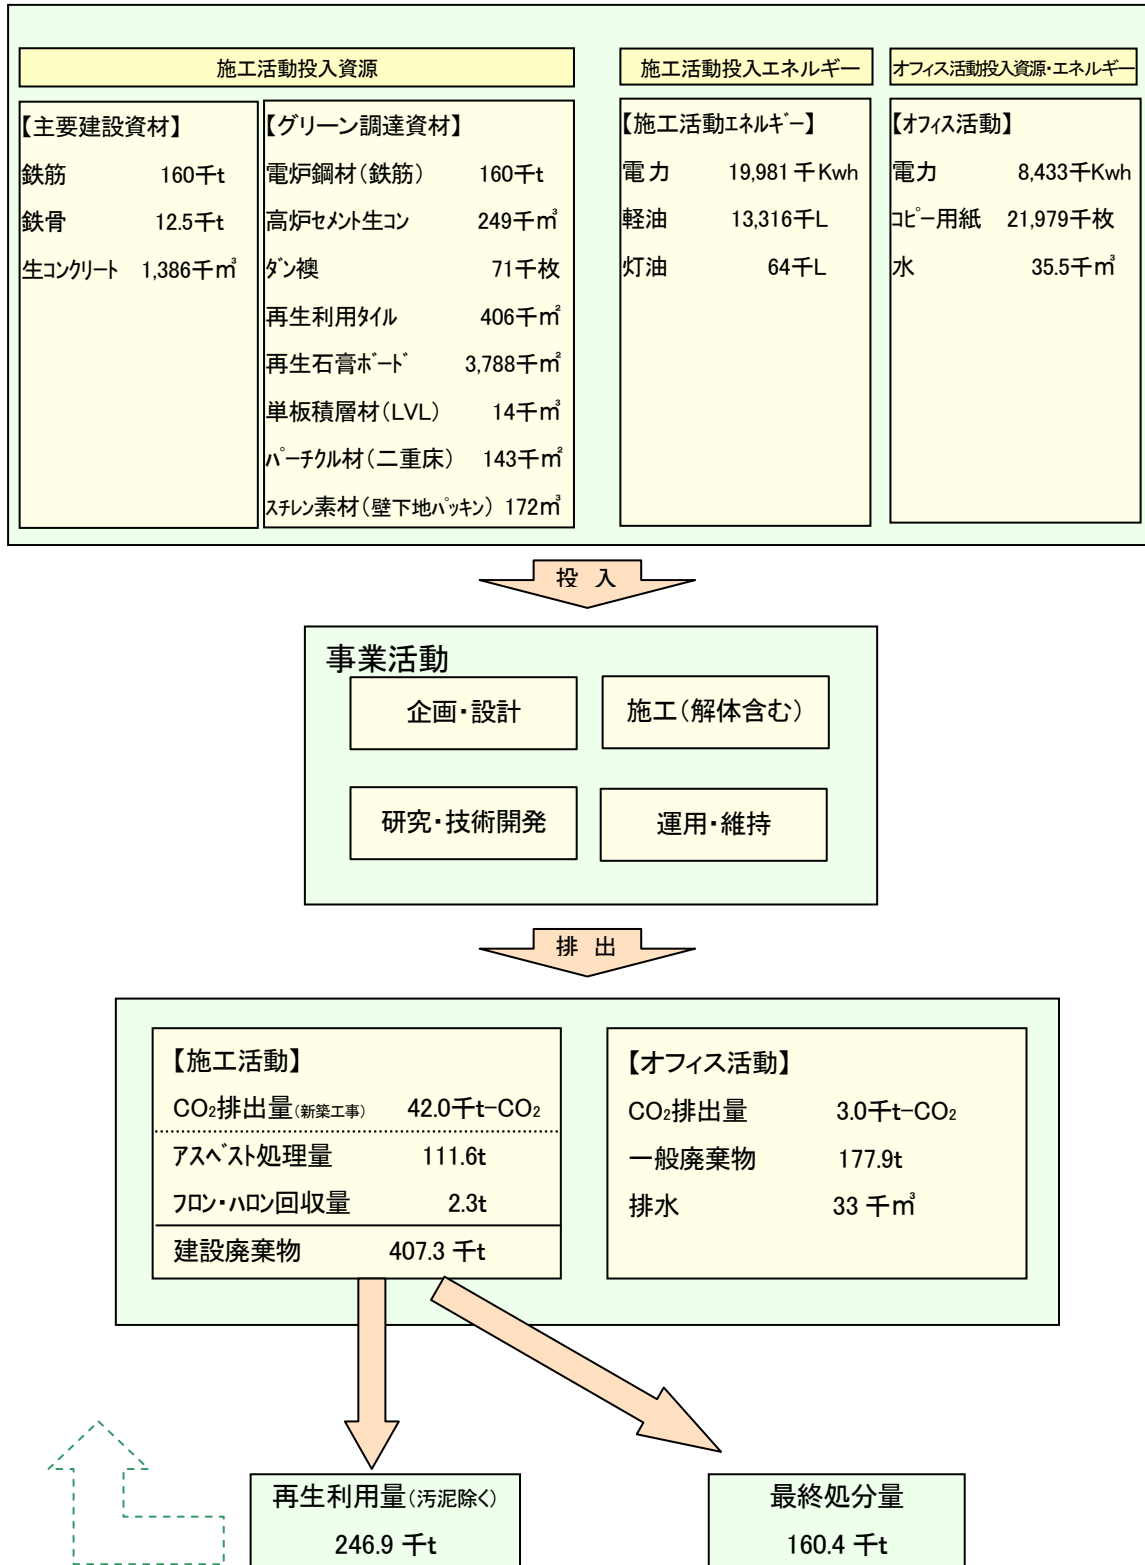 施工活動投入資源
【主要建設資材】
鉄筋 160千t
鉄骨 12.5千t
生コンクリート 1,386千㎥
【グリーン調達資材】
電炉鋼材(鉄筋) 160千t
高炉セメント生コン 249千㎥
ダン襖 71千枚
再生利用タイル 406千㎡
再生石膏ボード 3,788千㎡
単板積層材(LVL) 14千㎥
パーチクル材(二重床) 143千㎡
スチレン素材(壁下地パッキン) 172㎥
施工活動投入エネルギー
【施工活動エネルギー】
電力 19,981千Kwh
軽油 13,316千L
灯油 64千L
オフィス活動投入資源・エネルギー
【オフィス活動】
電力 8,433千Kwh
コピー用紙 21,979千枚
水 35.5千㎥
投 入
事業活動
企画・設計
施工(解体含む)
研究・技術開発
運用・維持
排 出
【施工活動】
CO₂排出量(新築工事) 42.0千t-CO₂
アスベスト処理量 111.6t
フロン・ハロン回収量 2.3t
建設廃棄物 407.3 千t
【オフィス活動】
CO₂排出量 3.0千t-CO₂
一般廃棄物 177.9t
排水 33 千㎥
再生利用量(汚泥除く)
246.9 千t
最終処分量
160.4 千t